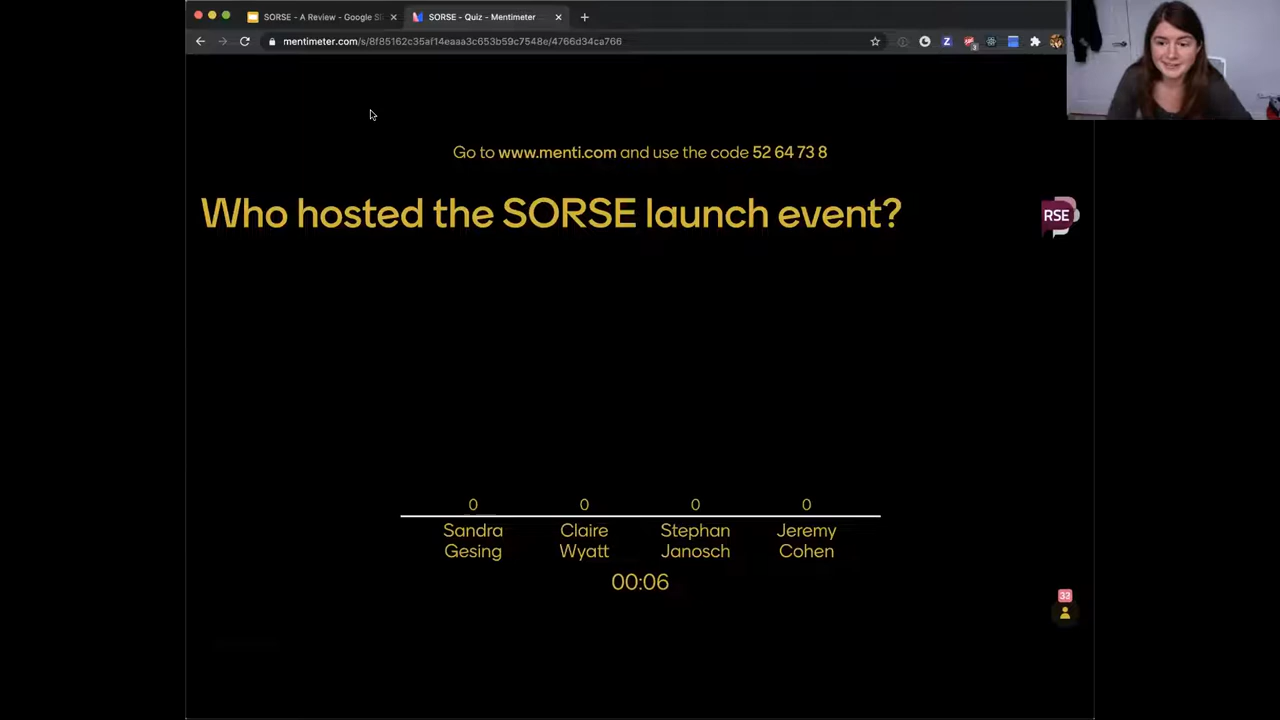 SORSE - A Review - Google Sl
SORSE - Quiz - Mentimeter
mentimeter.com/s/8f85162c35af14eaaa3c653b59c7548e/4766d34ca766
Go to www.menti.com and use the code 52 64 73 8
Who hosted the SORSE launch event?
RSE
0 0 0 0
Sandra Claire Stephan Jeremy
Gesing Wyatt Janosch Cohen
00:06
33